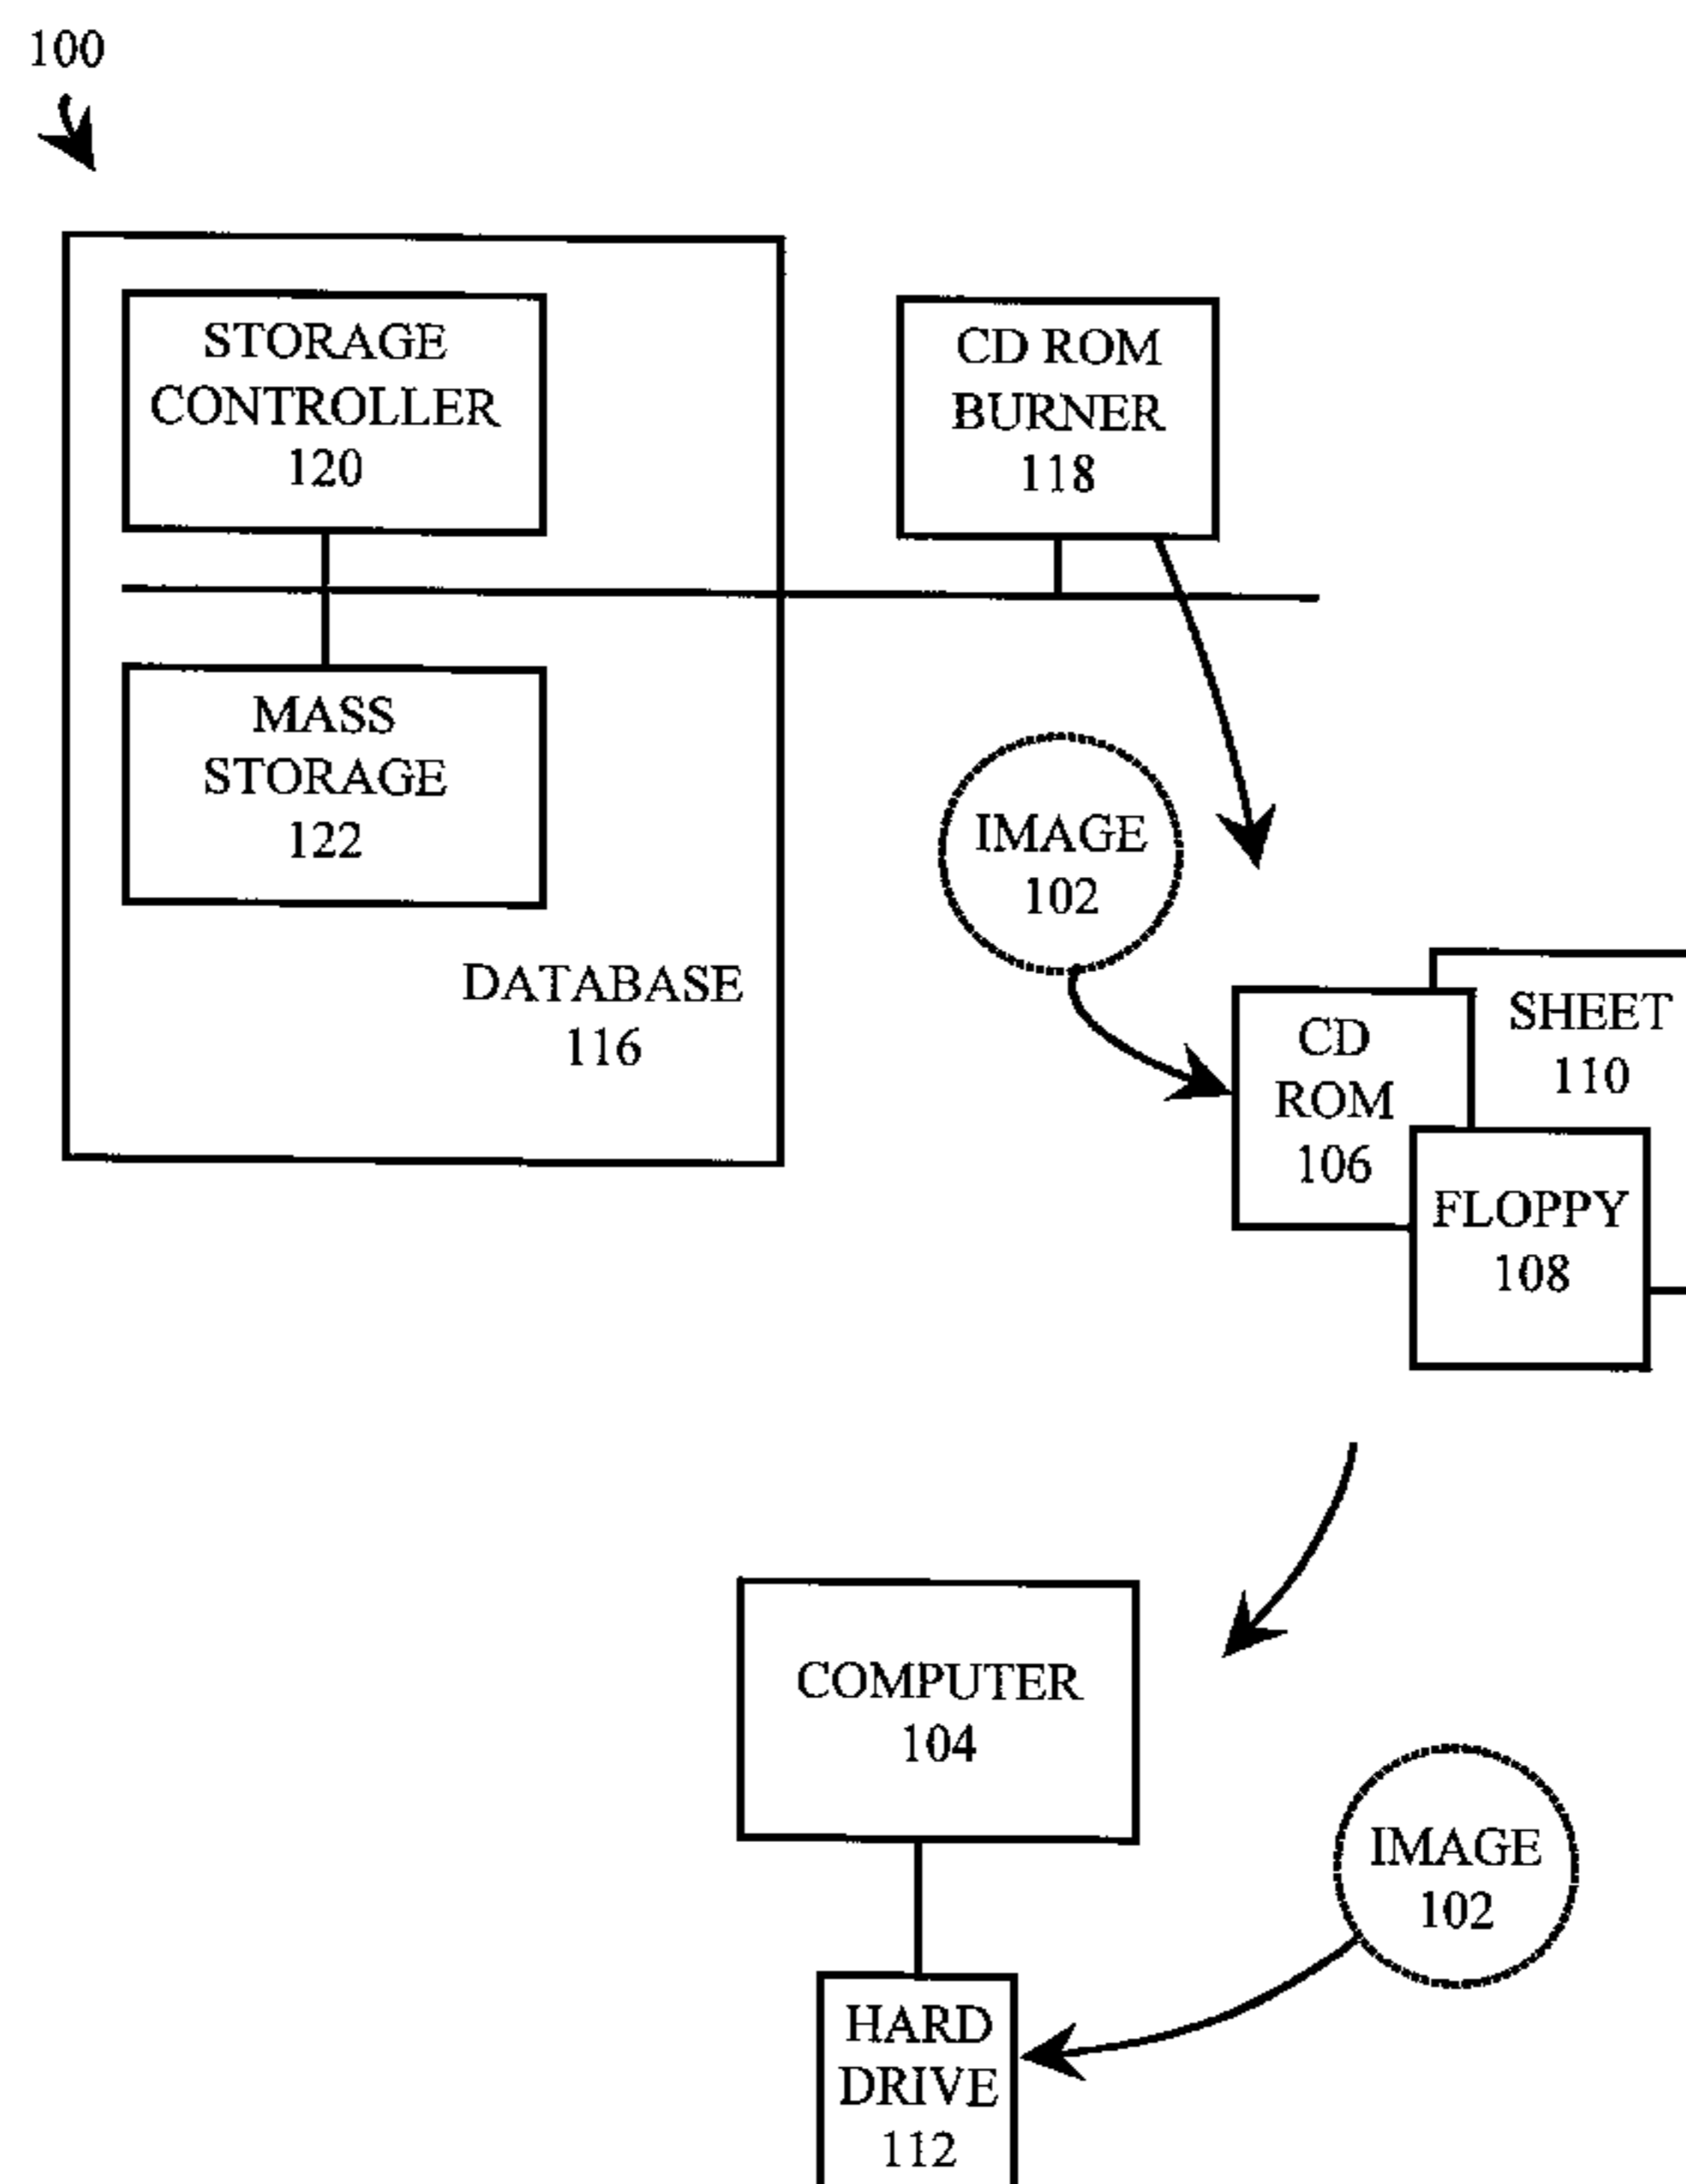 100
STORAGE
CONTROLLER
120
CD ROM
BURNER
118
MASS
STORAGE
122
IMAGE
102
DATABASE
116
SHEET
110
CD
ROM
106
FLOPPY
108
COMPUTER
104
IMAGE
102
HARD
DRIVE
112